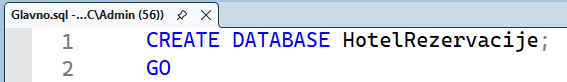 Glavno.sql -...C\Admin (56))
1 CREATE DATABASE HotelRezervacije;
2 GO